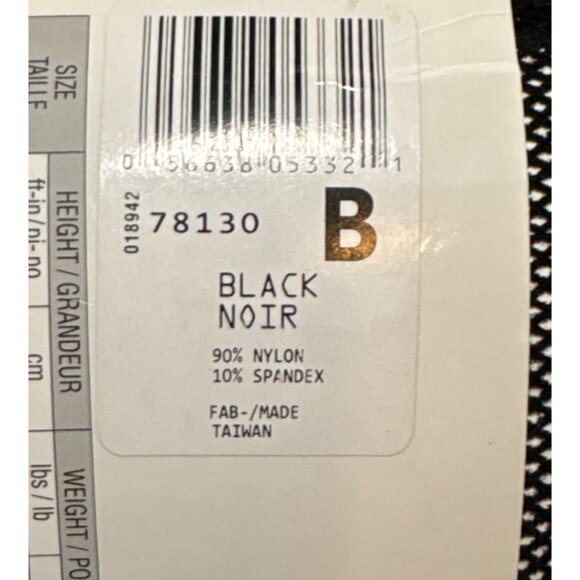 0 56638 05332 1
018942
78130
B
BLACK
NOIR
90% NYLON
10% SPANDEX
FAB-/MADE
TAIWAN
SIZE
TAILLE
HEIGHT / GRANDEUR
ft-in / pi-po
cm
WEIGHT / PO
lbs / lb